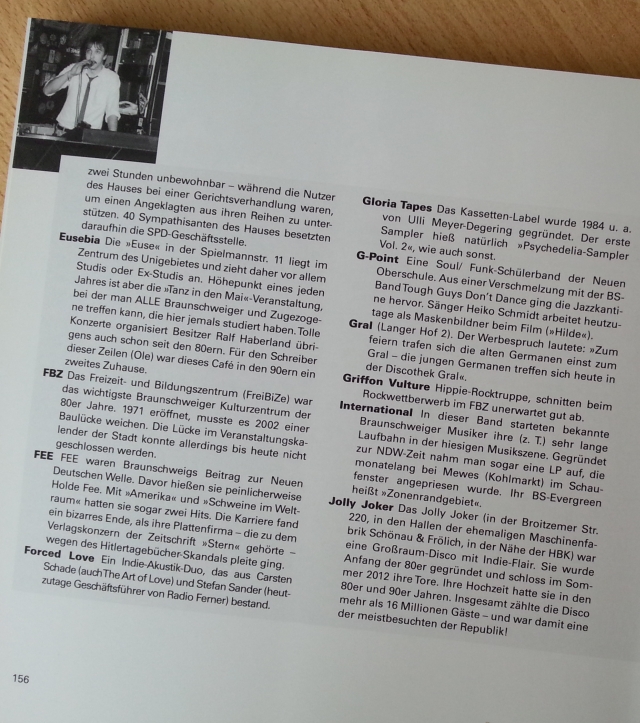 zwei Stunden unbewohnbar – während die Nutzer
des Hauses bei einer Gerichtsverhandlung waren,
um einen Angeklagten aus ihren Reihen zu unter-
stützen. 40 Sympathisanten des Hauses besetzten
daraufhin die SPD-Geschäftsstelle.
Eusebia Die »Euse« in der Spielmannstr. 11 liegt im
Zentrum des Unigebietes und zieht daher vor allem
Studis oder Ex-Studis an. Höhepunkt eines jeden
Jahres ist aber die »Tanz in den Mai«-Veranstaltung,
bei der man ALLE Braunschweiger und Zugezoge-
ne treffen kann, die hier jemals studiert haben. Tolle
Konzerte organisiert Besitzer Ralf Haberland übri-
gens auch schon seit den 80ern. Für den Schreiber
dieser Zeilen (Ole) war dieses Café in den 90ern ein
zweites Zuhause.
FBZ Das Freizeit- und Bildungszentrum (FreiBiZe) war
das wichtigste Braunschweiger Kulturzentrum der
80er Jahre. 1971 eröffnet, musste es 2002 einer
Baulücke weichen. Die Lücke im Veranstaltungska-
lender der Stadt konnte allerdings bis heute nicht
geschlossen werden.
FEE FEE waren Braunschweigs Beitrag zur Neuen
Deutschen Welle. Davor hießen sie peinlicherweise
Holde Fee. Mit »Amerika« und »Schweine im Welt-
raum« hatten sie sogar zwei Hits. Die Karriere fand
ein bizarres Ende, als ihre Plattenfirma – die zu dem
Verlagskonzern der Zeitschrift »Stern« gehörte –
wegen des Hitlertagebücher-Skandals pleite ging.
Forced Love Ein Indie-Akustik-Duo, das aus Carsten
Schade (auch The Art of Love) und Stefan Sander (heut-
zutage Geschäftsführer von Radio Ferner) bestand.
156
Gloria Tapes Das Kassetten-Label wurde 1984 u. a.
von Ulli Meyer-Degering gegründet. Der erste
Sampler hieß natürlich »Psychedelia-Sampler
Vol. 2«, wie auch sonst.
G-Point Eine Soul/ Funk-Schülerband der Neuen
Oberschule. Aus einer Verschmelzung mit der BS-
Band Tough Guys Don't Dance ging die Jazzkanti-
ne hervor. Sänger Heiko Schmidt arbeitet heutzu-
tage als Maskenbildner beim Film (»Hilde«).
Gral (Langer Hof 2). Der Werbespruch lautete: »Zum
feiern trafen sich die alten Germanen einst zum
Gral – die jungen Germanen treffen sich heute in
der Discothek Gral«.
Griffon Vulture Hippie-Rocktruppe, schnitten beim
Rockwettberwerb im FBZ unerwartet gut ab.
International In dieser Band starteten bekannte
Braunschweiger Musiker ihre (z. T.) sehr lange
Laufbahn in der hiesigen Musikszene. Gegründet
zur NDW-Zeit nahm man sogar eine LP auf, die
monatelang bei Mewes (Kohlmarkt) im Schau-
fenster angepriesen wurde. Ihr BS-Evergreen
heißt »Zonenrandgebiet«.
Jolly Joker Das Jolly Joker (in der Broitzemer Str.
220, in den Hallen der ehemaligen Maschinenfa-
brik Schönau & Frölich, in der Nähe der HBK) war
eine Großraum-Disco mit Indie-Flair. Sie wurde
Anfang der 80er gegründet und schloss im Som-
mer 2012 ihre Tore. Ihre Hochzeit hatte sie in den
80er und 90er Jahren. Insgesamt zählte die Disco
mehr als 16 Millionen Gäste – und war damit eine
der meistbesuchten der Republik!